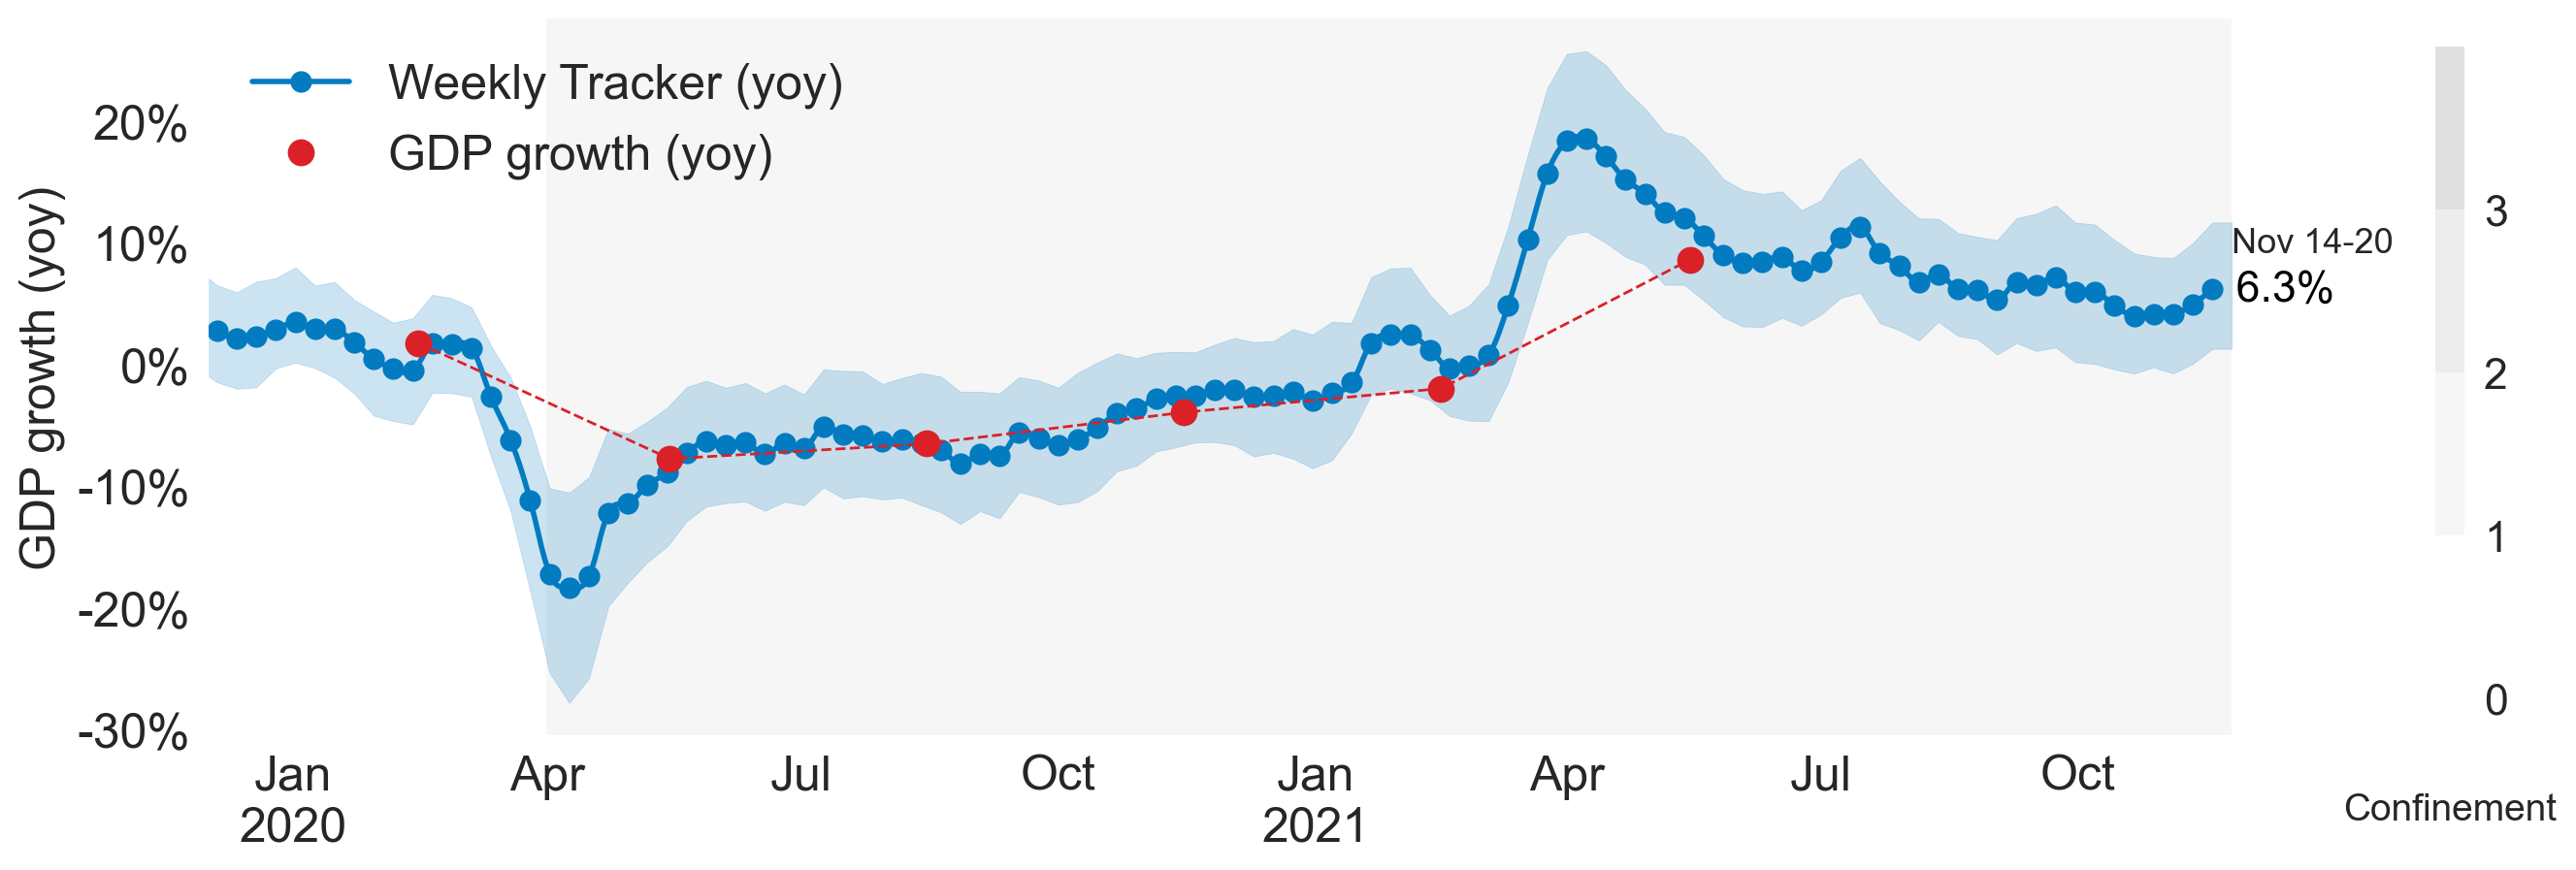 Weekly Tracker (yoy)
GDP growth (yoy)
GDP growth (yoy)
20%
10%
0%
-10%
-20%
-30%
Jan Apr Jul Oct Jan Apr Jul Oct
2020 2021
Nov 14-20
6.3%
3
2
1
0
Confinement